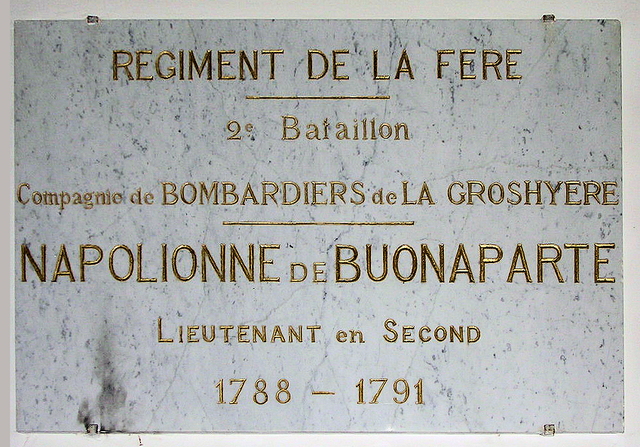 REGIMENT DE LA FERE
2e Bataillon
Compagnie de BOMBARDIERS de LA GROSHYERE
NAPOLIONNE DE BUONAPARTE
LIEUTENANT en SECOND
1788 – 1791